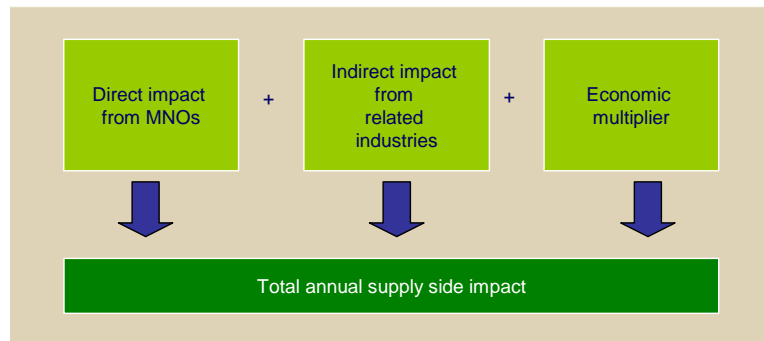 Direct impact
from MNOs
+
Indirect impact
from
related
industries
+
Economic
multiplier
Total annual supply side impact